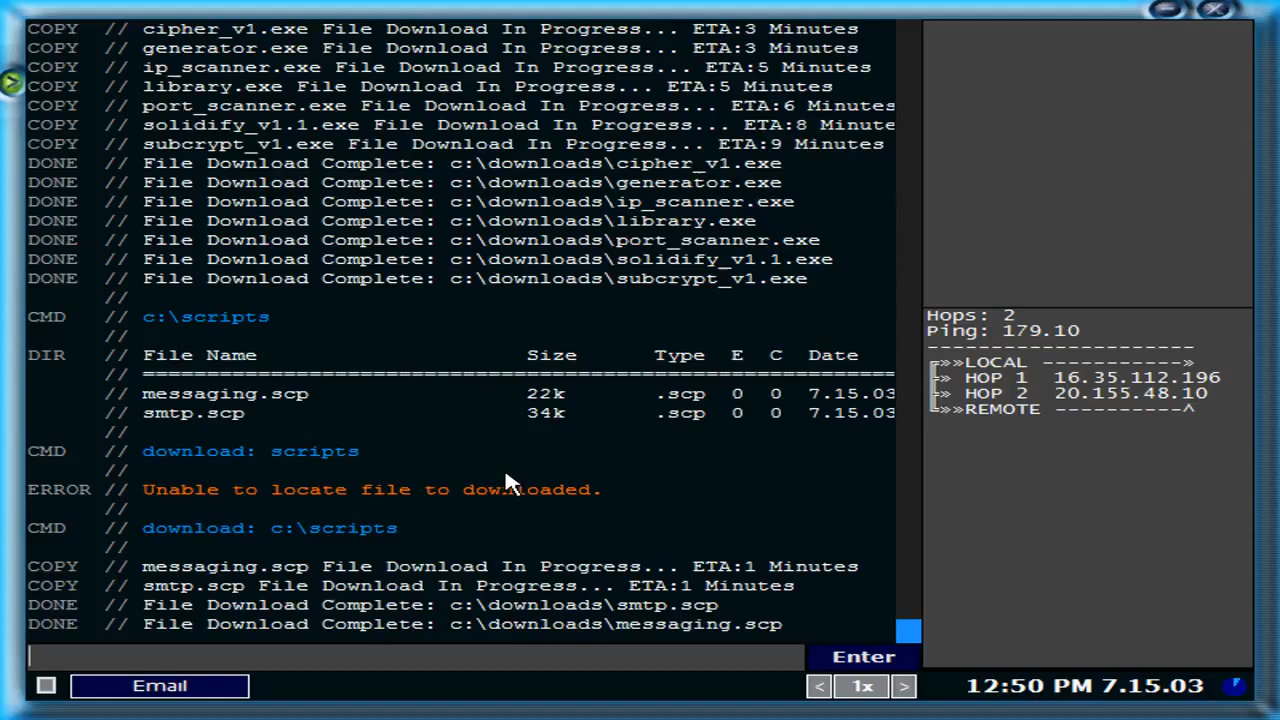 COPY // cipher_v1.exe File Download In Progress... ETA:3 Minutes
COPY // generator.exe File Download In Progress... ETA:3 Minutes
COPY // ip_scanner.exe File Download In Progress... ETA:5 Minutes
COPY // library.exe File Download In Progress... ETA:5 Minutes
COPY // port_scanner.exe File Download In Progress... ETA:6 Minutes
COPY // solidify_v1.1.exe File Download In Progress... ETA:8 Minute
COPY // subcrypt_v1.exe File Download In Progress... ETA:9 Minutes
DONE // File Download Complete: c:\downloads\cipher_v1.exe
DONE // File Download Complete: c:\downloads\generator.exe
DONE // File Download Complete: c:\downloads\ip_scanner.exe
DONE // File Download Complete: c:\downloads\library.exe
DONE // File Download Complete: c:\downloads\port_scanner.exe
DONE // File Download Complete: c:\downloads\solidify_v1.1.exe
DONE // File Download Complete: c:\downloads\subcrypt_v1.exe
//
CMD // c:\scripts
//
DIR // File Name Size Type E C Date
// ===========================================================
// messaging.scp 22k .scp 0 0 7.15.03
// smtp.scp 34k .scp 0 0 7.15.03
//
CMD // download: scripts
//
ERROR // Unable to locate file to downloaded.
//
CMD // download: c:\scripts
//
COPY // messaging.scp File Download In Progress... ETA:1 Minutes
COPY // smtp.scp File Download In Progress... ETA:1 Minutes
DONE // File Download Complete: c:\downloads\smtp.scp
DONE // File Download Complete: c:\downloads\messaging.scp
Enter
Email
< 1x >
Hops: 2
Ping: 179.10
----------------------
╔»»LOCAL -----------»
╠» HOP 1 16.35.112.196
╠» HOP 2 20.155.48.10
╚»»REMOTE ----------^
12:50 PM 7.15.03